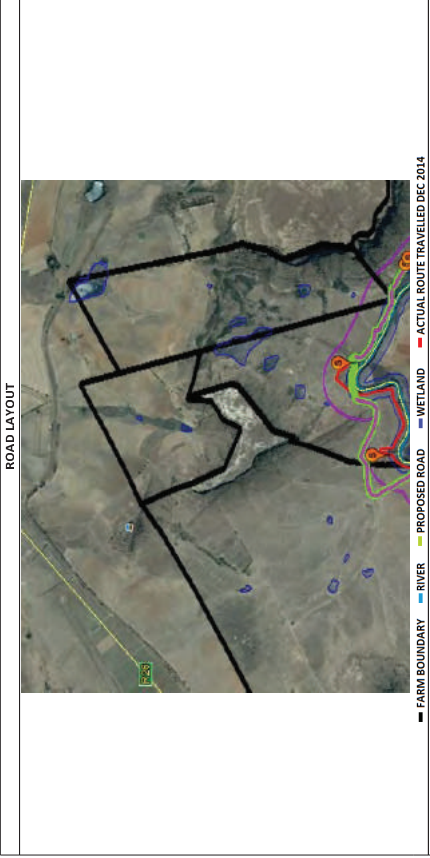 ROAD LAYOUT
S
S
FARM BOUNDARY RIVER PROPOSED ROAD WETLAND ACTUAL ROUTE TRAVELLED DEC 2014